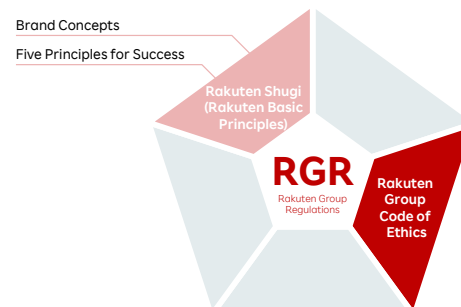 Brand Concepts
Five Principles for Success
Rakuten Shugi
(Rakuten Basic
Principles)
RGR
Rakuten Group
Regulations
Rakuten
Group
Code of
Ethics